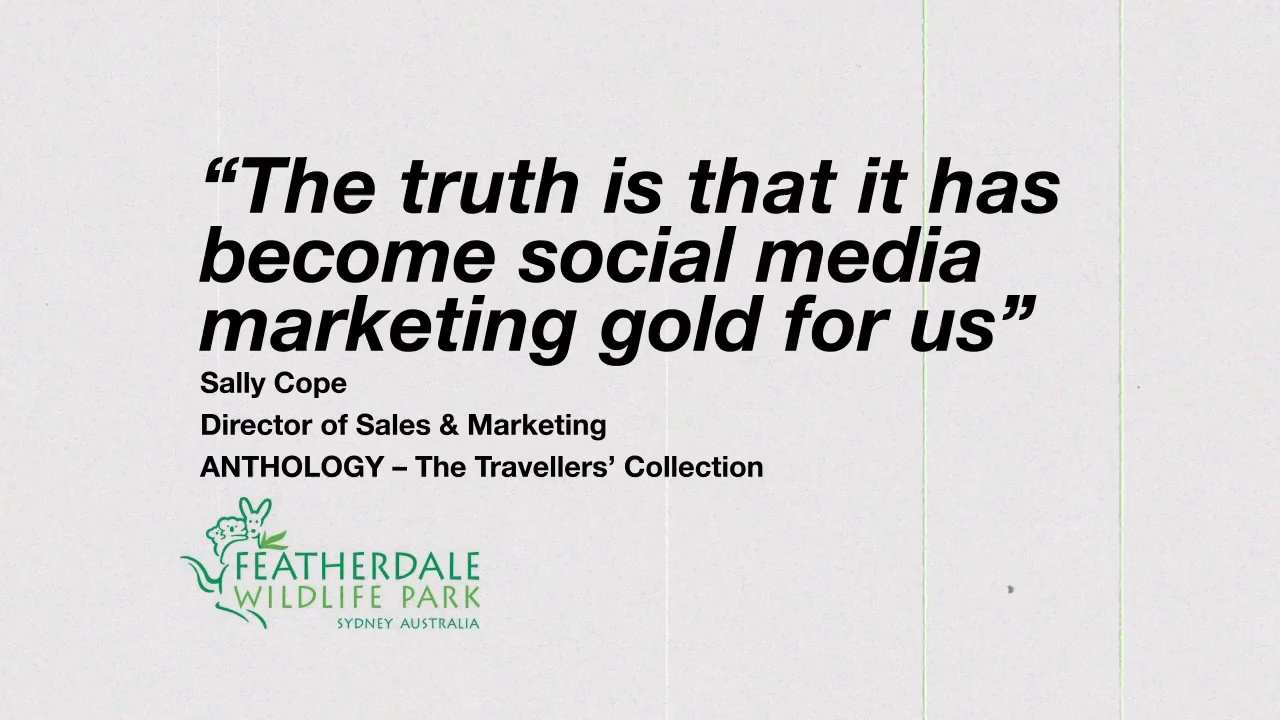 “The truth is that it has
become social media
marketing gold for us”
Sally Cope
Director of Sales & Marketing
ANTHOLOGY – The Travellers’ Collection
FEATHERDALE
WILDLIFE PARK
SYDNEY AUSTRALIA